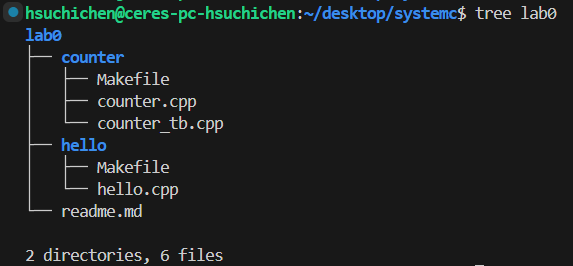 hsuchichen@ceres-pc-hsuchichen:~/desktop/systemc$ tree lab0
lab0
├── counter
│   ├── Makefile
│   ├── counter.cpp
│   └── counter_tb.cpp
├── hello
│   ├── Makefile
│   └── hello.cpp
└── readme.md
2 directories, 6 files